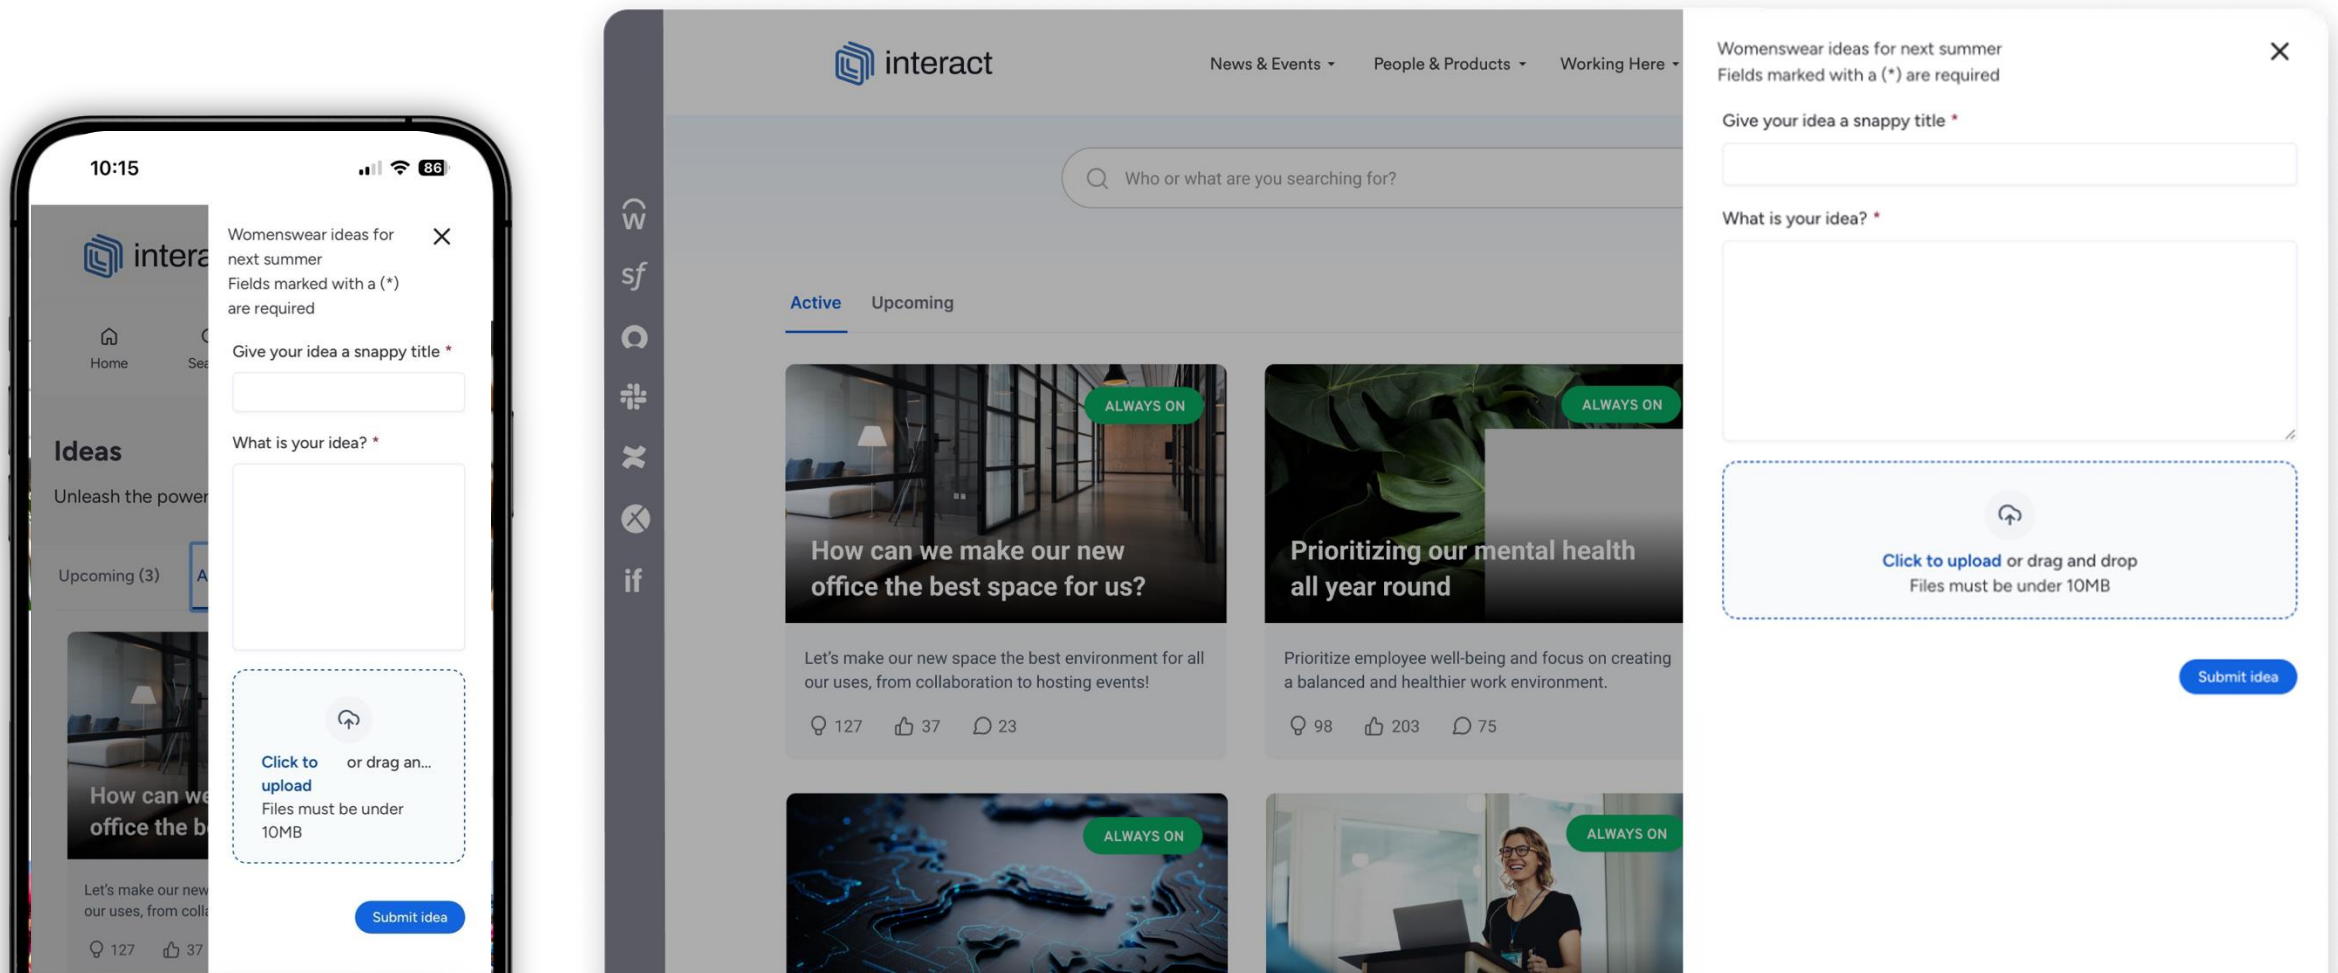 10:15
86
intera
Womenswear ideas for
next summer
Fields marked with a (*)
are required
Home
Sea
Give your idea a snappy title *
What is your idea? *
Ideas
Unleash the power
Upcoming (3)
A
How can we
office the b
Click to
upload
or drag an...
Files must be under
10MB
Let's make our new
our uses, from colla
127
37
Submit idea
interact
News & Events
People & Products
Working Here
Who or what are you searching for?
w
sf
if
Active
Upcoming
ALWAYS ON
How can we make our new
office the best space for us?
Let's make our new space the best environment for all
our uses, from collaboration to hosting events!
127
37
23
ALWAYS ON
Prioritizing our mental health
all year round
Prioritize employee well-being and focus on creating
a balanced and healthier work environment.
98
203
75
ALWAYS ON
ALWAYS ON
Womenswear ideas for next summer
Fields marked with a (*) are required
Give your idea a snappy title *
What is your idea? *
Click to upload or drag and drop
Files must be under 10MB
Submit idea